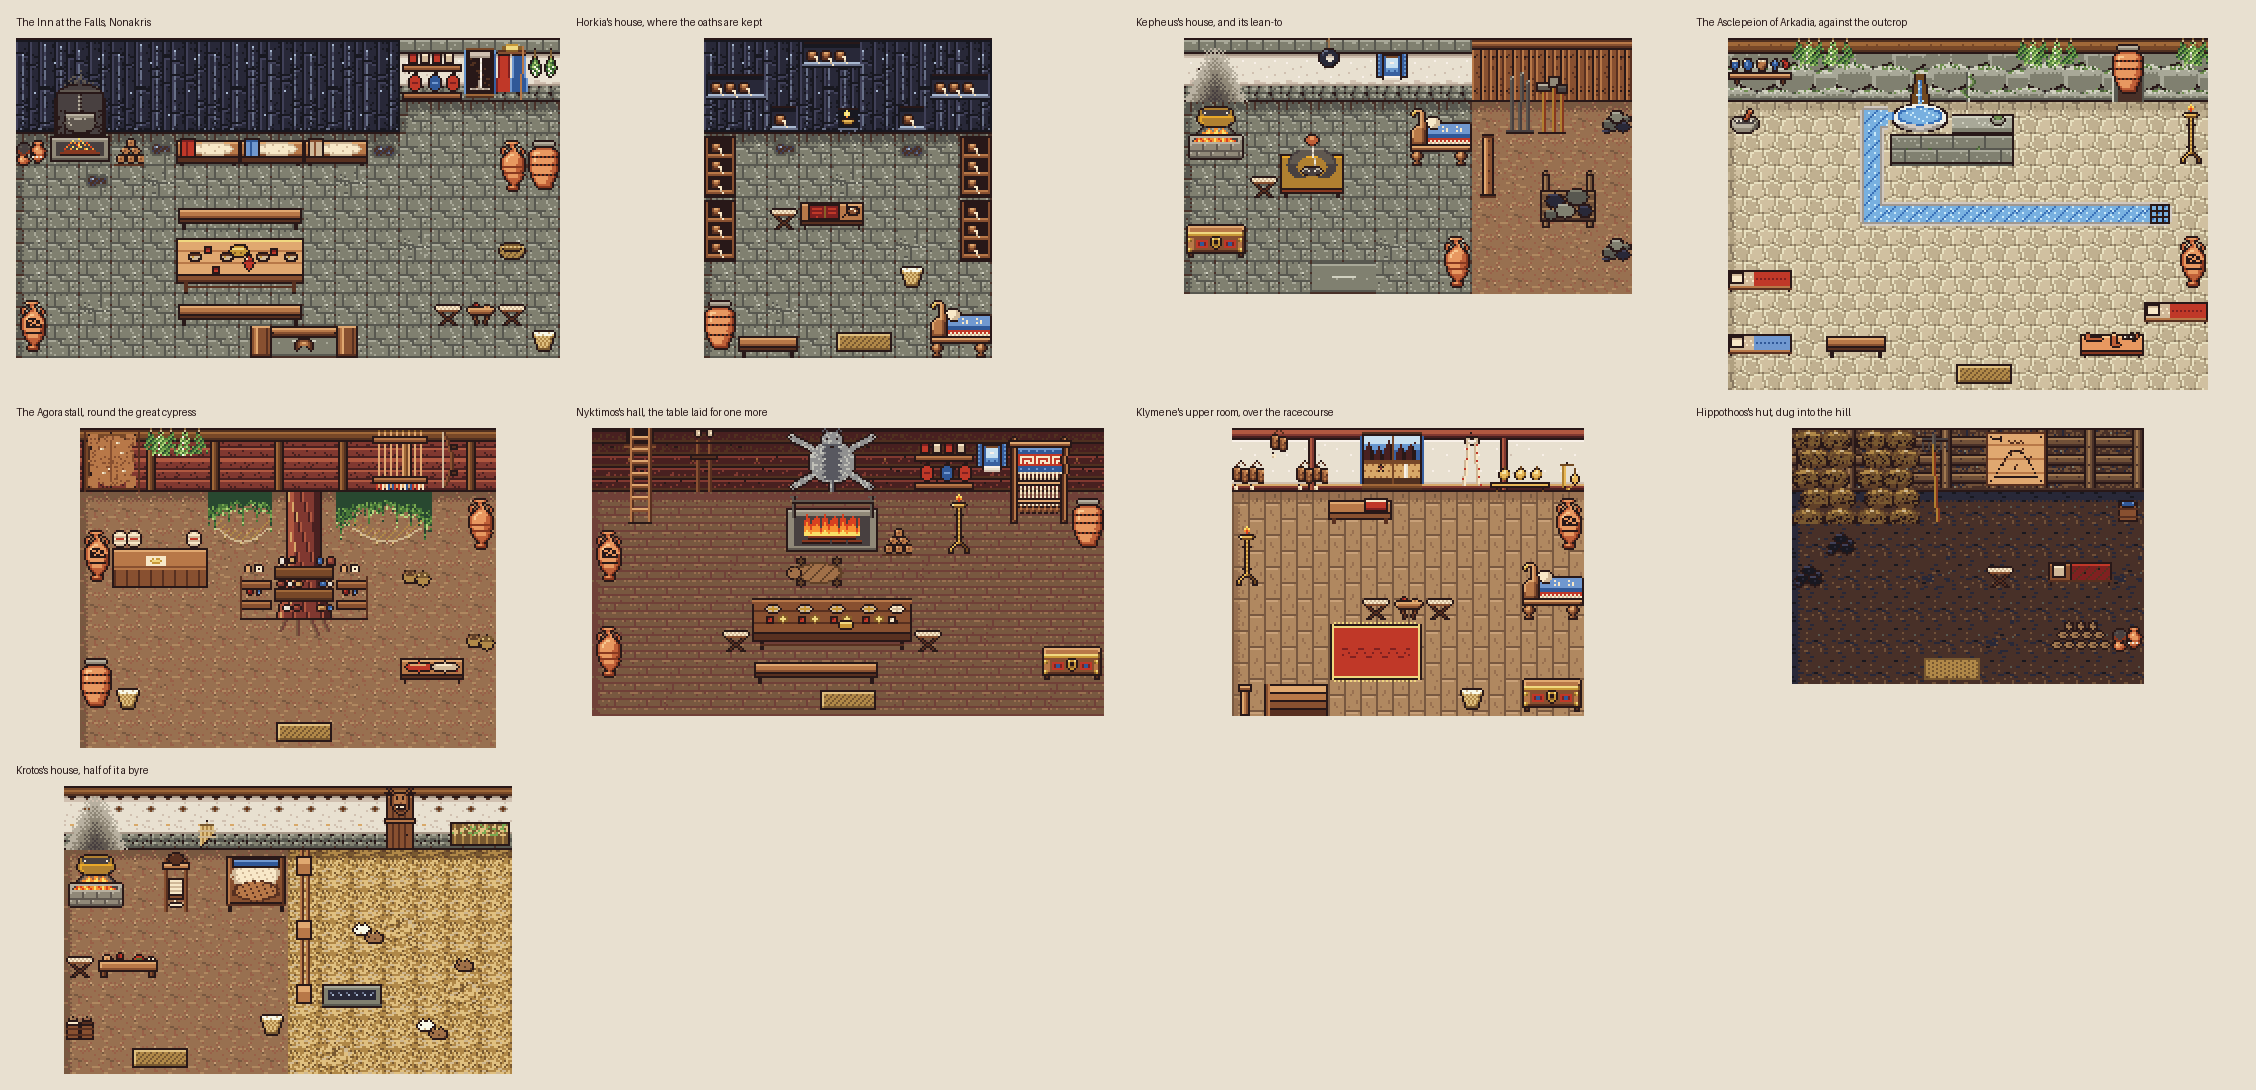 The Inn at the Falls, Nonakris
Horkia's house, where the oaths are kept
Kepheus's house, and its lean-to
The Asclepeion of Arkadia, against the outcrop
The Agora stall, round the great cypress
Nyktimos's hall, the table laid for one more
Klymene's upper room, over the racecourse
Hippothoos's hut, dug into the hill
Krotos's house, half of it a byre